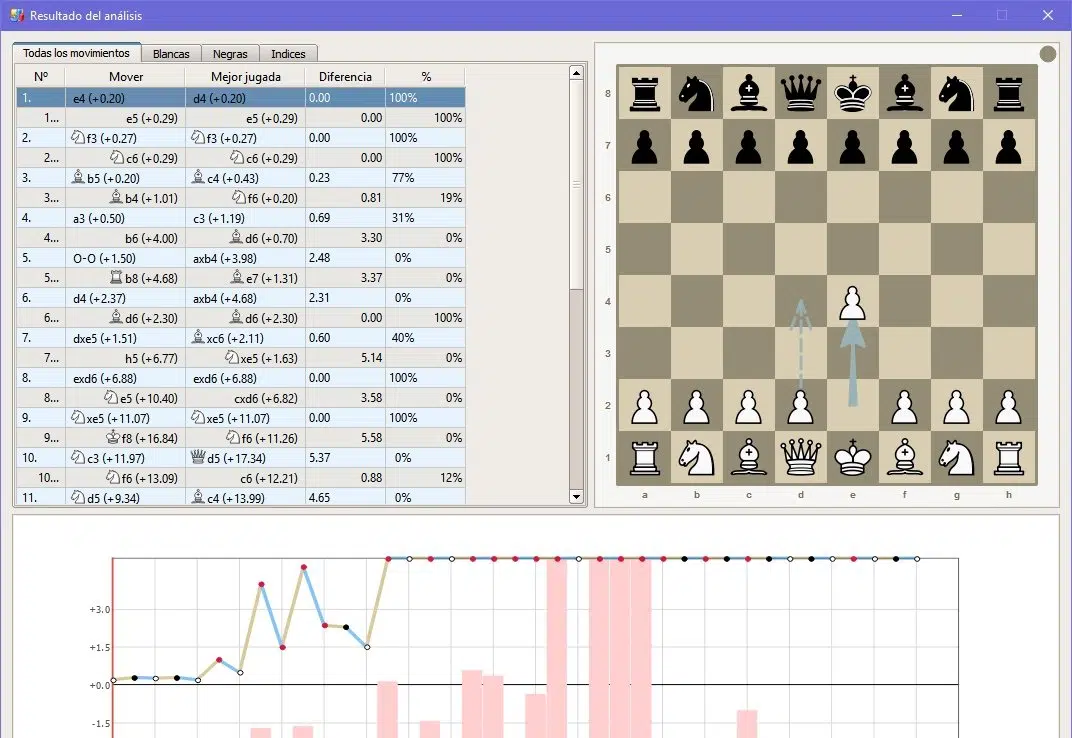 Resultado del análisis
Todas los movimientos Blancas Negras Indices
Nº Mover Mejor jugada Diferencia %
1. e4 (+0.20) d4 (+0.20) 0.00 100%
1... e5 (+0.29) e5 (+0.29) 0.00 100%
2. ♘f3 (+0.27) ♘f3 (+0.27) 0.00 100%
2... ♘c6 (+0.29) ♘c6 (+0.29) 0.00 100%
3. ♗b5 (+0.20) ♗c4 (+0.43) 0.23 77%
3... ♗b4 (+1.01) ♘f6 (+0.20) 0.81 19%
4. a3 (+0.50) c3 (+1.19) 0.69 31%
4... b6 (+4.00) ♗d6 (+0.70) 3.30 0%
5. O-O (+1.50) axb4 (+3.98) 2.48 0%
5... ♖b8 (+4.68) ♗e7 (+1.31) 3.37 0%
6. d4 (+2.37) axb4 (+4.68) 2.31 0%
6... ♗d6 (+2.30) ♗d6 (+2.30) 0.00 100%
7. dxe5 (+1.51) ♗xc6 (+2.11) 0.60 40%
7... h5 (+6.77) ♘xe5 (+1.63) 5.14 0%
8. exd6 (+6.88) exd6 (+6.88) 0.00 100%
8... ♘e5 (+10.40) cxd6 (+6.82) 3.58 0%
9. ♘xe5 (+11.07) ♘xe5 (+11.07) 0.00 100%
9... ♔f8 (+16.84) ♘f6 (+11.26) 5.58 0%
10. ♘c3 (+11.97) ♕d5 (+17.34) 5.37 0%
10... ♘f6 (+13.09) c6 (+12.21) 0.88 12%
11. ♘d5 (+9.34) ♗c4 (+13.99) 4.65 0%
8
7
6
5
4
3
2
1
a b c d e f g h
+3.0
+1.5
+0.0
-1.5